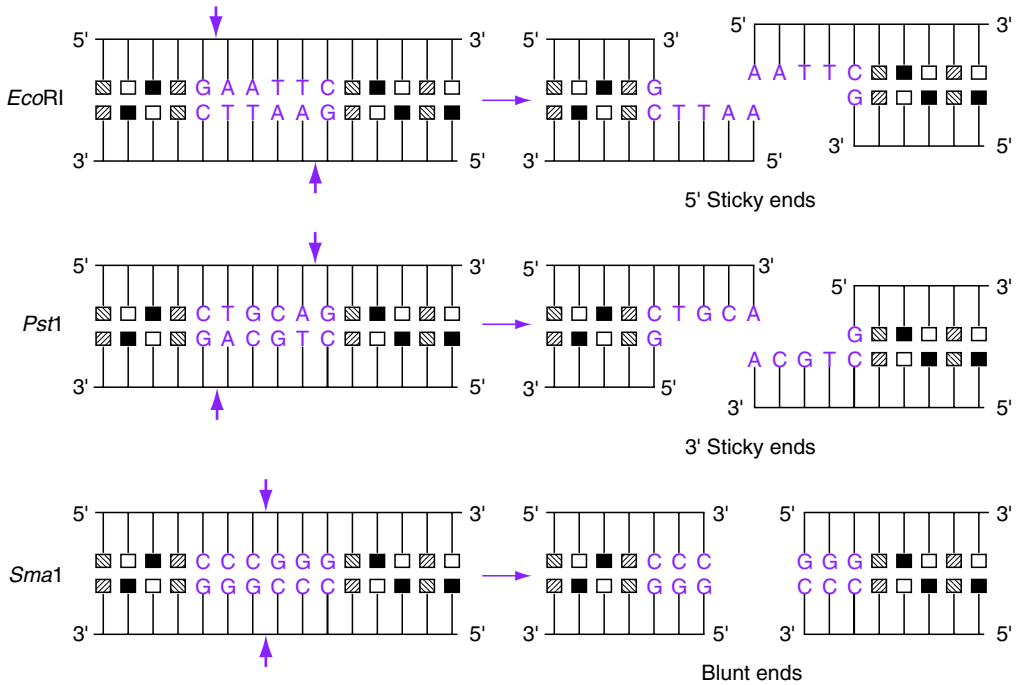 5' 3' 5' 3' 5' 3'
EcoRI G A A T T C G A A T T C
C T T A A G C T T A A G
3' 5' 3' 5' 3' 5'
5' Sticky ends
5' 3' 5' 3' 5' 3'
Pst1 C T G C A G C T G C A G
G A C G T C G A C G T C
3' 5' 3' 5' 3' 5'
3' Sticky ends
5' 3' 5' 3' 5' 3'
Sma1 C C C G G G C C C G G G
G G G C C C G G G C C C
3' 5' 3' 5' 3' 5'
Blunt ends